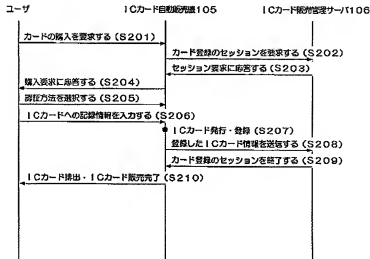 ユーザ
ICカード自動販売機105
ICカード販売管理サーバ106
カードの購入を要求する(S201)
カード登録のセッションを要求する(S202)
セッション要求に応答する(S203)
購入要求に応答する(S204)
認証方法を選択する(S205)
ICカードへの記録情報を入力する(S206)
ICカード発行・登録(S207)
登録したICカード情報を送信する(S208)
カード登録のセッションを終了する(S209)
ICカード排出・ICカード販売完了(S210)